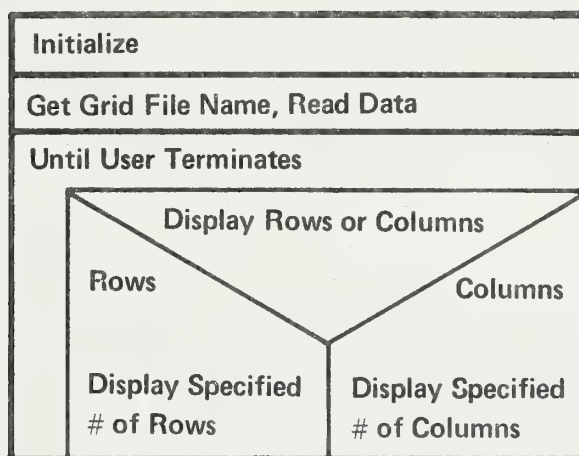 Initialize
Get Grid File Name, Read Data
Until User Terminates
Display Rows or Columns
Rows
Columns
Display Specified
# of Rows
Display Specified
# of Columns